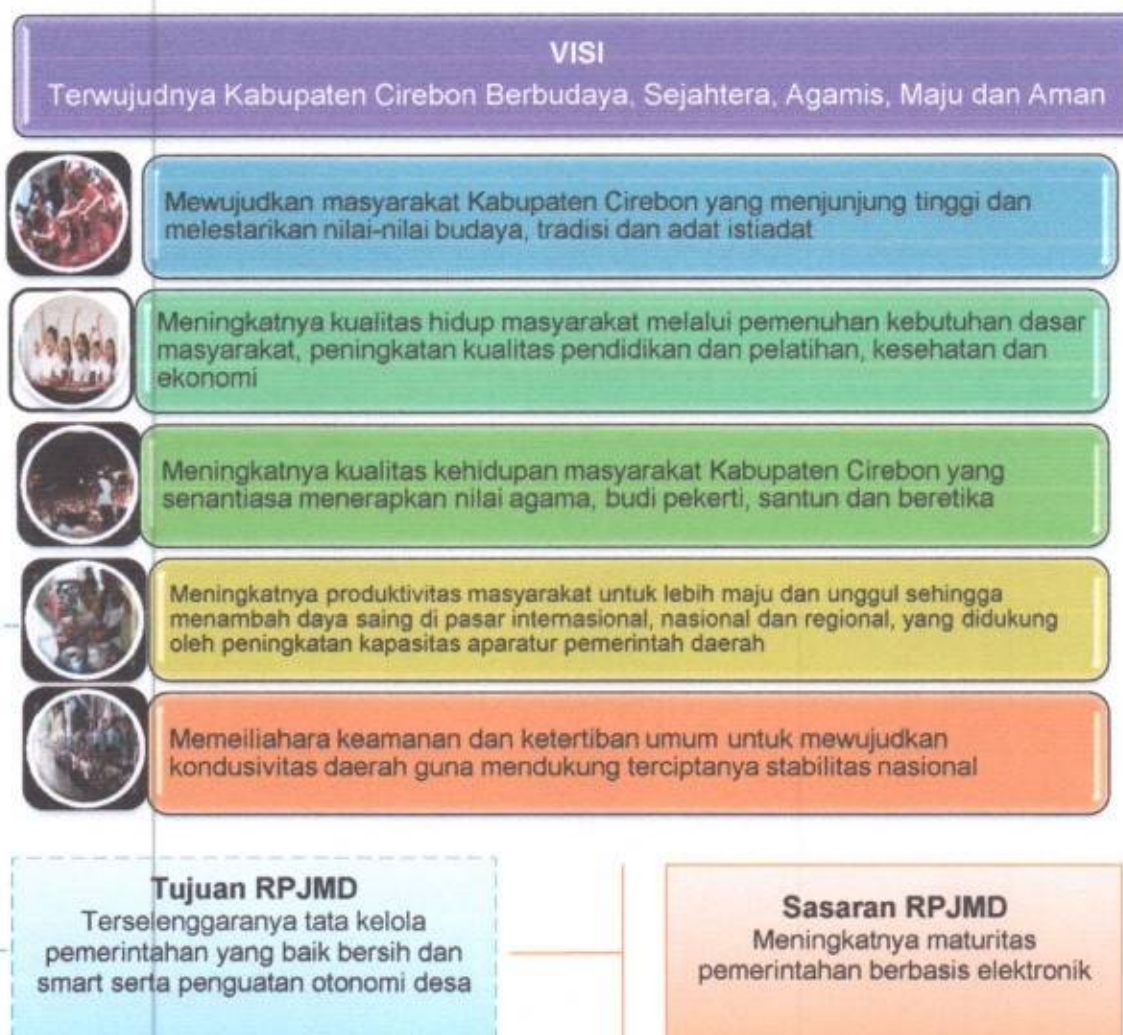 VISI
Terwujudnya Kabupaten Cirebon Berbudaya, Sejahtera, Agamis, Maju dan Aman
Mewujudkan masyarakat Kabupaten Cirebon yang menjunjung tinggi dan
melestarikan nilai-nilai budaya, tradisi dan adat istiadat
Meningkatnya kualitas hidup masyarakat melalui pemenuhan kebutuhan dasar
masyarakat, peningkatan kualitas pendidikan dan pelatihan, kesehatan dan
ekonomi
Meningkatnya kualitas kehidupan masyarakat Kabupaten Cirebon yang
senantiasa menerapkan nilai agama, budi pekerti, santun dan beretika
Meningkatnya produktivitas masyarakat untuk lebih maju dan unggul sehingga
menambah daya saing di pasar internasional, nasional dan regional, yang didukung
oleh peningkatan kapasitas aparatur pemerintah daerah
Memeiliahara keamanan dan ketertiban umum untuk mewujudkan
kondusivitas daerah guna mendukung terciptanya stabilitas nasional
Tujuan RPJMD
Terselenggaranya tata kelola
pemerintahan yang baik bersih dan
smart serta penguatan otonomi desa
Sasaran RPJMD
Meningkatnya maturitas
pemerintahan berbasis elektronik